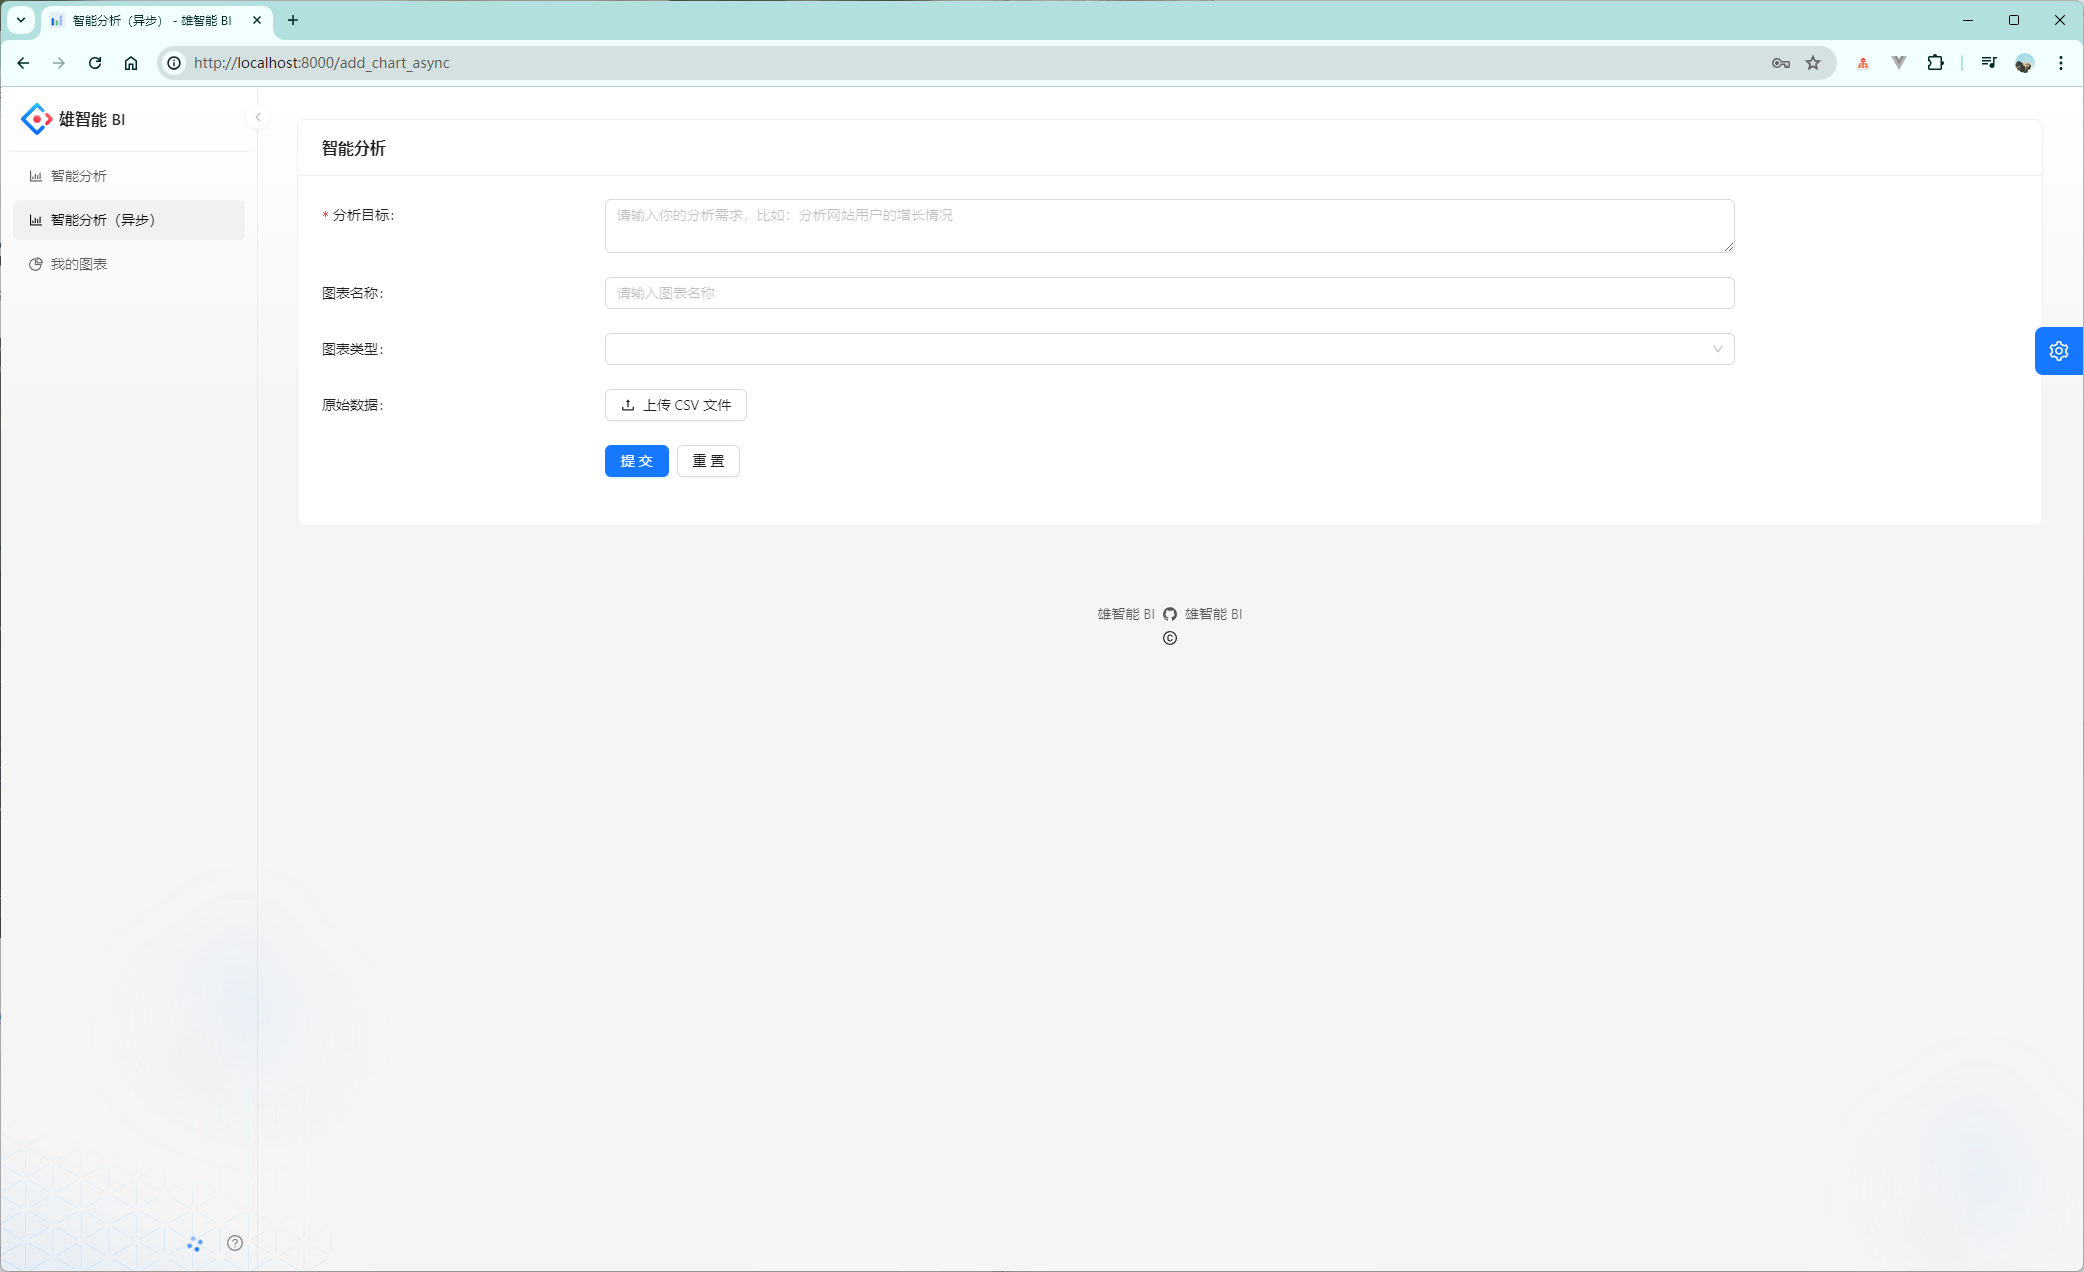 智能分析（异步） - 雄智能 BI
http://localhost:8000/add_chart_async
雄智能 BI
智能分析
智能分析（异步）
我的图表
智能分析
* 分析目标：
请输入你的分析需求，比如：分析网站用户的增长情况
图表名称：
请输入图表名称
图表类型：
原始数据：
上传 CSV 文件
提 交
重 置
雄智能 BI 雄智能 BI
©